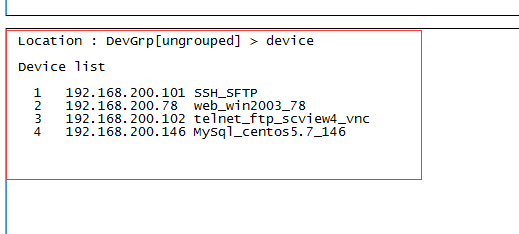 Location : DevGrp[ungrouped] > device
Device list
1 192.168.200.101 SSH_SFTP
2 192.168.200.78 web_win2003_78
3 192.168.200.102 telnet_ftp_scview4_vnc
4 192.168.200.146 MySql_centos5.7_146